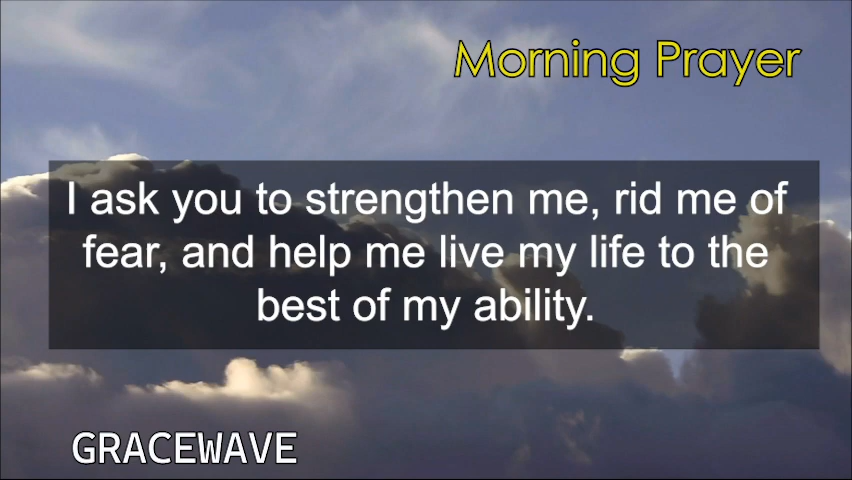 Morning Prayer
I ask you to strengthen me, rid me of
fear, and help me live my life to the
best of my ability.
GRACEWAVE